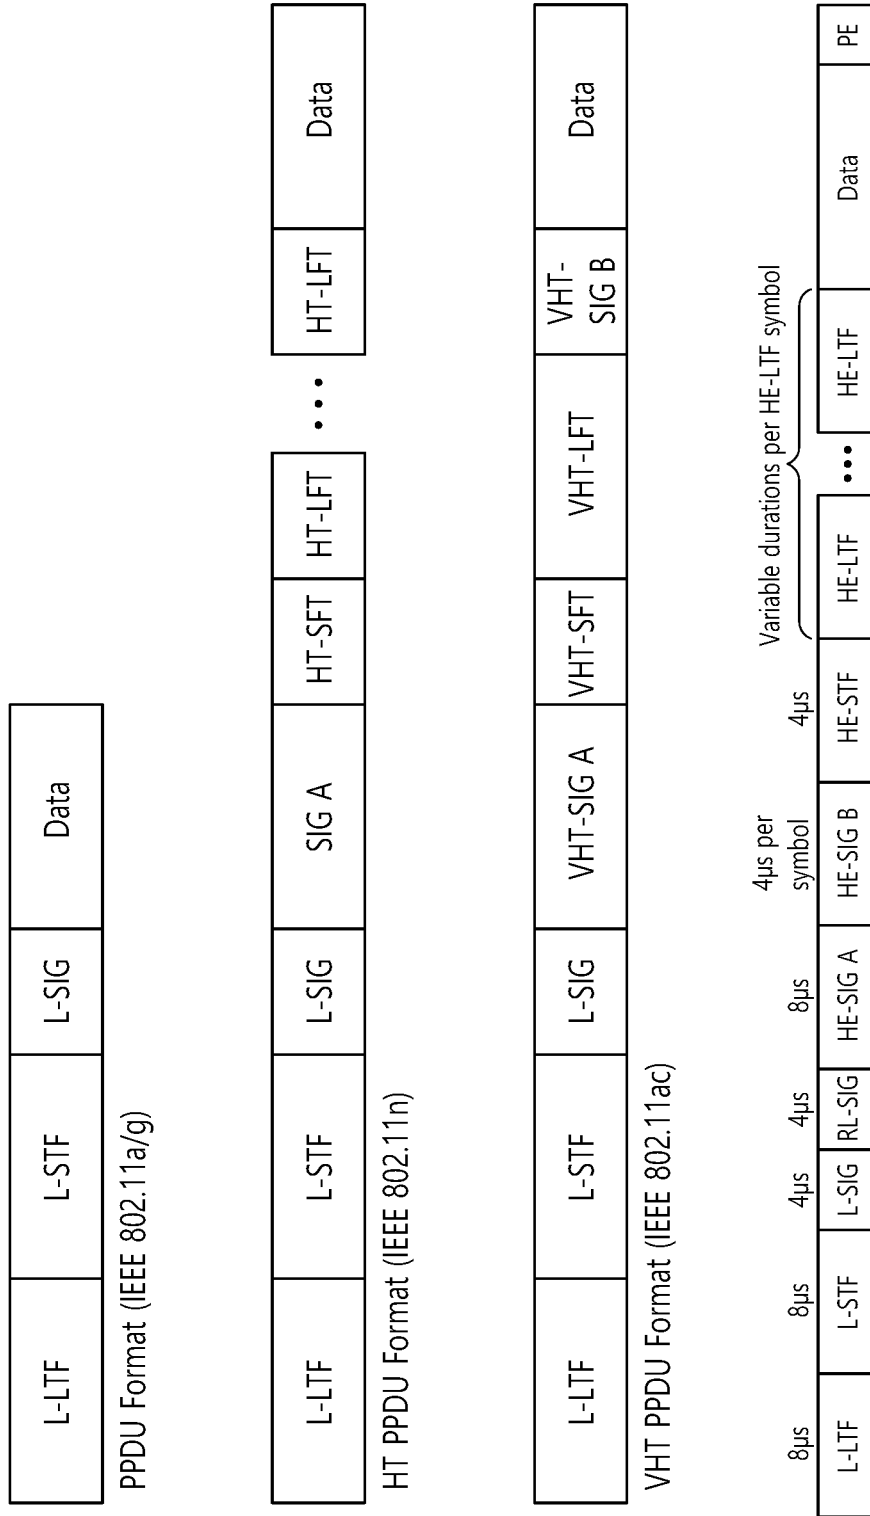 L-LTF
L-STF
L-SIG
Data
PPDU Format (IEEE 802.11a/g)
L-LTF
L-STF
L-SIG
SIG A
HT-SFT
HT-LFT
•••
HT-LFT
Data
HT PPDU Format (IEEE 802.11n)
L-LTF
L-STF
L-SIG
VHT-SIG A
VHT-SFT
VHT-LFT
VHT-
SIG B
Data
VHT PPDU Format (IEEE 802.11ac)
Variable durations per HE-LTF symbol
8µs
8µs
4µs
4µs
8µs
4µs per
symbol
4µs
L-LTF
L-STF
L-SIG
RL-SIG
HE-SIG A
HE-SIG B
HE-STF
HE-LTF
•••
HE-LTF
Data
PE